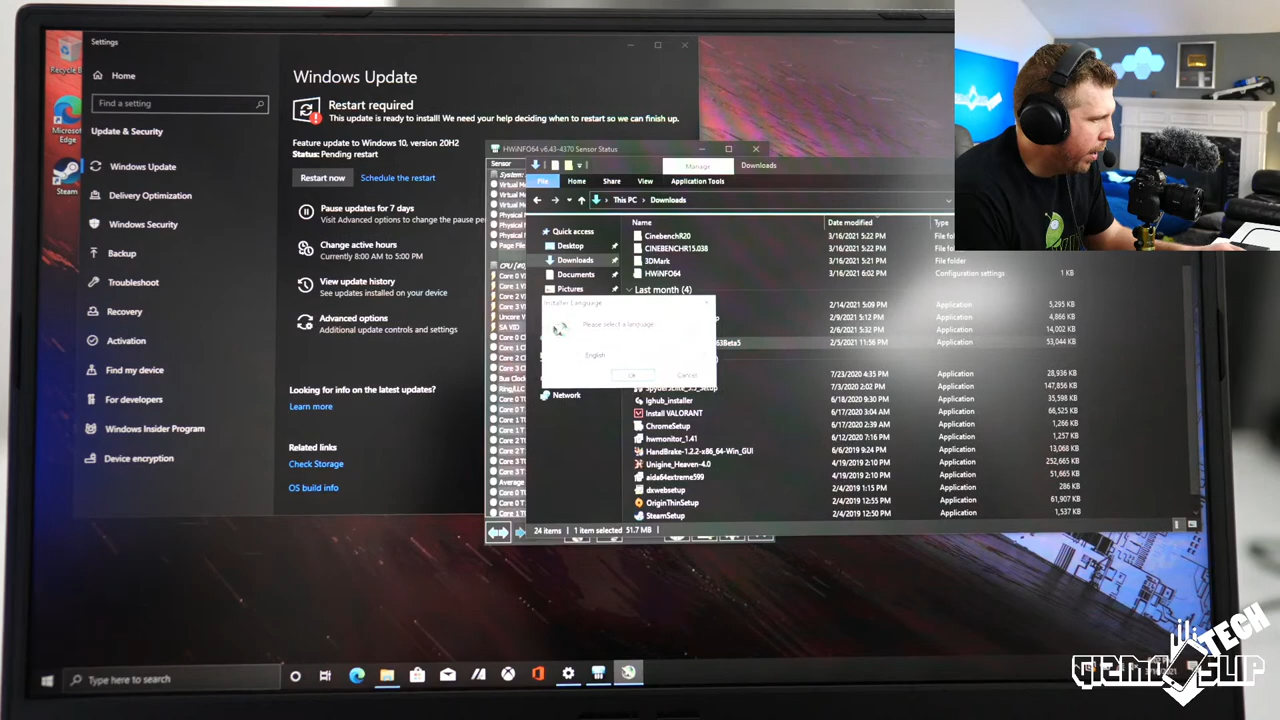 Settings
Home
Find a setting
Update & Security
Windows Update
Delivery Optimization
Windows Security
Backup
Troubleshoot
Recovery
Activation
Find my device
For developers
Windows Insider Program
Device encryption
Windows Update
Restart required
This update is ready to install! We need your help deciding when to restart so we can finish up.
Feature update to Windows 10, version 20H2
Status: Pending restart
Restart now
Schedule the restart
Pause updates for 7 days
Visit Advanced options to change the pause
Change active hours
Currently 8:00 AM to 5:00 PM
View update history
See updates installed on your device
Advanced options
Additional update controls and settings
Looking for info on the latest updates?
Learn more
Related links
Check Storage
OS build info
Recycle
Microsoft
Edge
Steam
HWiNFO64 v6.43-4370 Sensor Status
Sensor
Manage
Downloads
File
Home
Share
View
Application Tools
This PC
Downloads
Quick access
Desktop
Downloads
Documents
Pictures
Network
Name
Date modified
Type
CinebenchR20 3/16/2021 5:22 PM File
CINEBENCHR15.038 3/16/2021 5:22 PM File
3DMark 3/16/2021 5:21 PM File folder
HWiNFO64 3/16/2021 6:02 PM Configuration settings 1 KB
Last month (4)
2/14/2021 5:09 PM Application 5,295 KB
2/9/2021 5:12 PM Application 4,866 KB
2/6/2021 5:32 PM Application 14,002 KB
63Beta5 2/5/2021 11:56 PM Application 53,044 KB
7/23/2020 4:35 PM Application 28,936 KB
7/3/2020 2:02 PM Application 147,856 KB
lghub_installer 6/18/2020 9:30 PM Application 35,598 KB
Install VALORANT 6/17/2020 3:04 AM Application 66,525 KB
ChromeSetup 6/17/2020 2:39 AM Application 1,266 KB
hwmonitor_1.41 6/12/2020 7:16 PM Application 1,257 KB
HandBrake-1.2.2-x86_64-Win_GUI 6/6/2019 9:24 PM Application 13,068 KB
Unigine_Heaven-4.0 4/19/2019 2:10 PM Application 252,665 KB
aida64extreme599 4/19/2019 2:10 PM Application 51,665 KB
dxwebsetup 2/4/2019 1:15 PM Application 286 KB
OriginThinSetup 2/4/2019 12:55 PM Application 61,907 KB
SteamSetup 2/4/2019 12:50 PM Application 1,537 KB
24 items
1 item selected 51.7 MB
Installer Language
Please select a language.
English
OK
Cancel
Type here to search
GIZMO SLIP
TECH